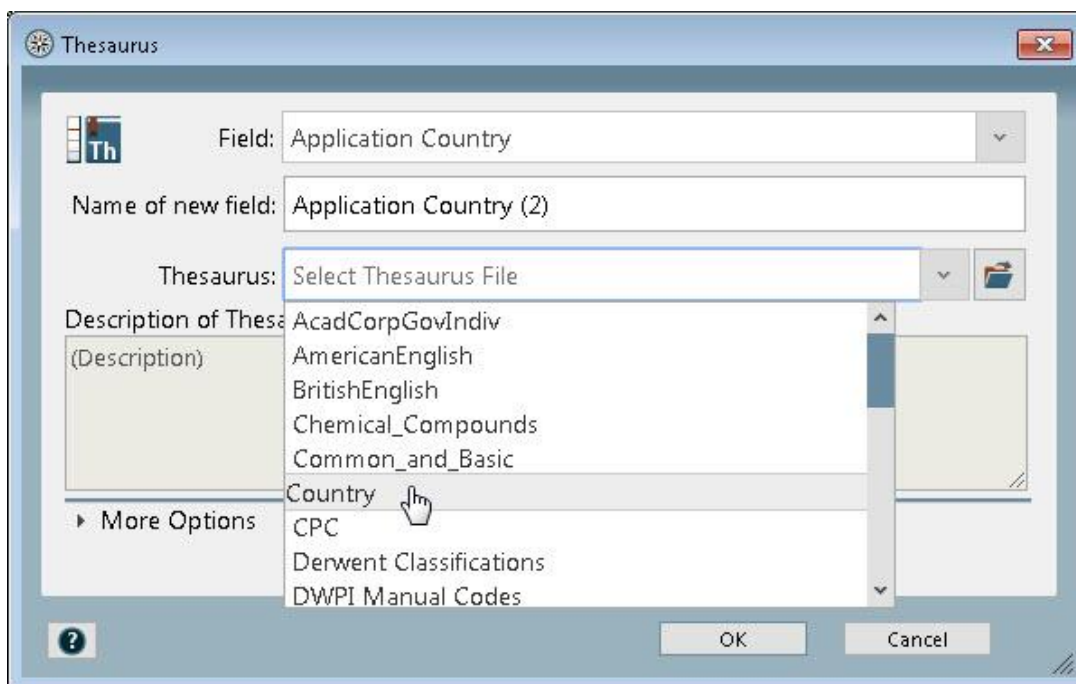 Thesaurus
Th
Field: Application Country
Name of new field: Application Country (2)
Thesaurus: Select Thesaurus File
Description of Thesa
(Description)
AcadCorpGovIndiv
AmericanEnglish
BritishEnglish
Chemical_Compounds
Common_and_Basic
Country
More Options
CPC
Derwent Classifications
DWPI Manual Codes
?
OK
Cancel